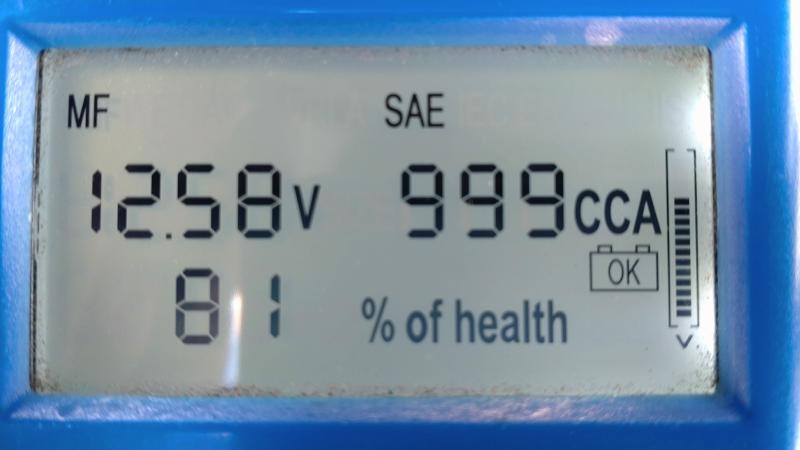 MF SAE
12.58V 999CCA
OK
81 % of health
V